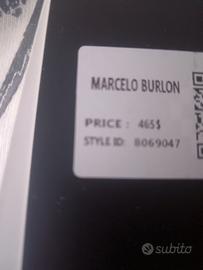 MARCELO BURLON
PRICE : 465$
STYLE ID: 8069047
subito